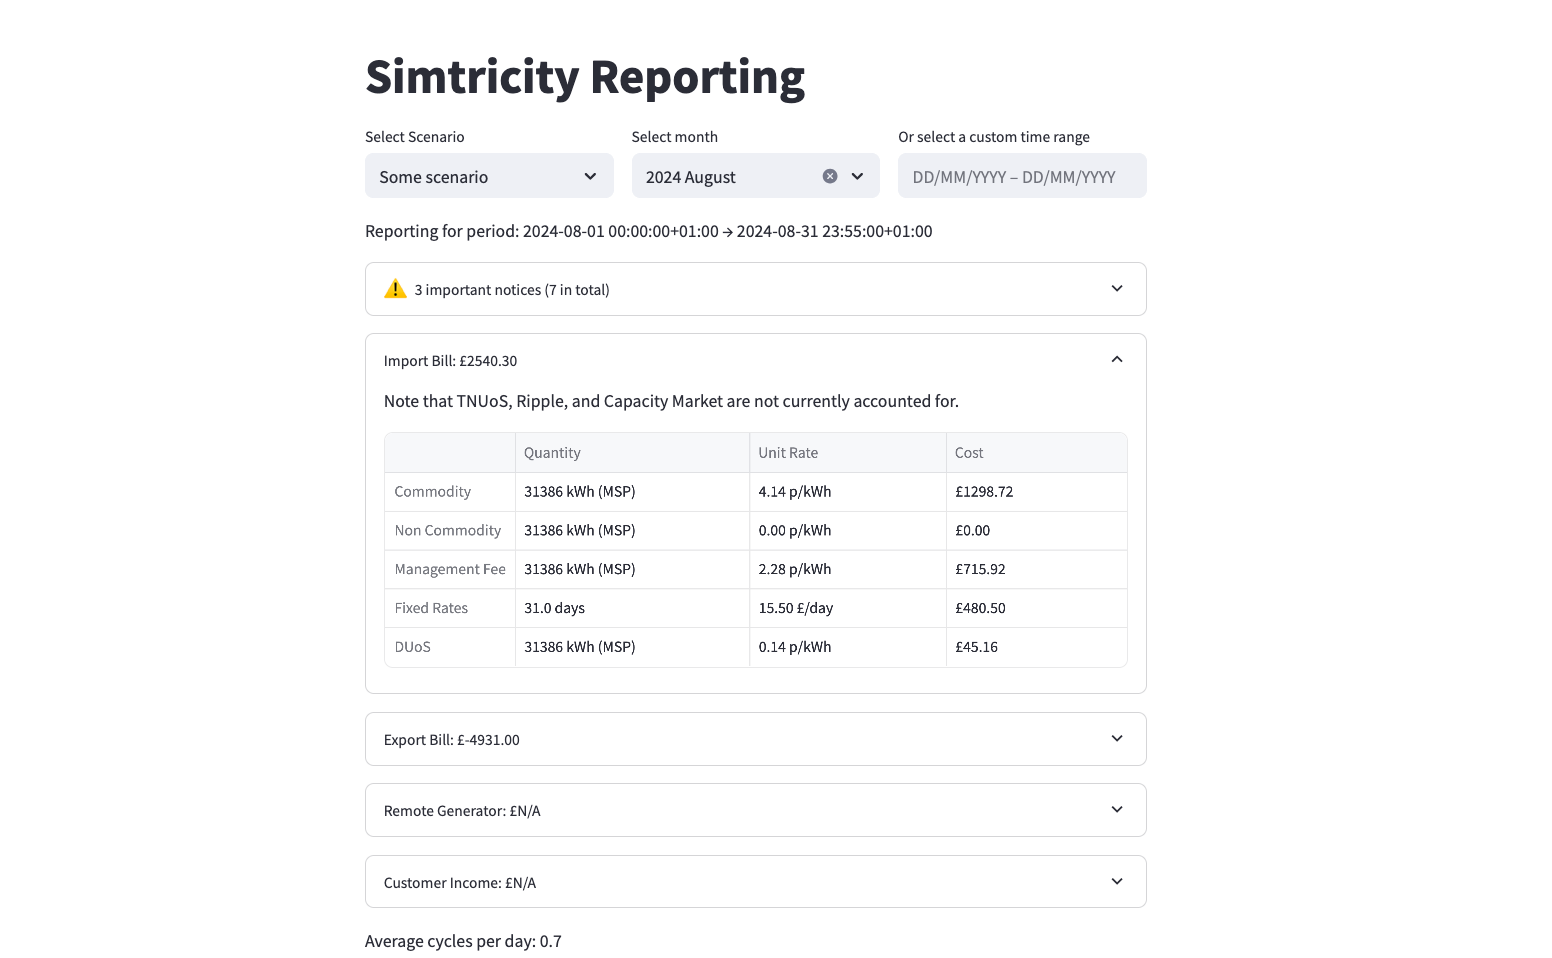 Simtricity Reporting
Select Scenario
Select month
Or select a custom time range
Some scenario
2024 August
DD/MM/YYYY – DD/MM/YYYY
Reporting for period: 2024-08-01 00:00:00+01:00 → 2024-08-31 23:55:00+01:00
3 important notices (7 in total)
Import Bill: £2540.30
Note that TNUoS, Ripple, and Capacity Market are not currently accounted for.
Quantity Unit Rate Cost
Commodity 31386 kWh (MSP) 4.14 p/kWh £1298.72
Non Commodity 31386 kWh (MSP) 0.00 p/kWh £0.00
Management Fee 31386 kWh (MSP) 2.28 p/kWh £715.92
Fixed Rates 31.0 days 15.50 £/day £480.50
DUoS 31386 kWh (MSP) 0.14 p/kWh £45.16
Export Bill: £-4931.00
Remote Generator: £N/A
Customer Income: £N/A
Average cycles per day: 0.7